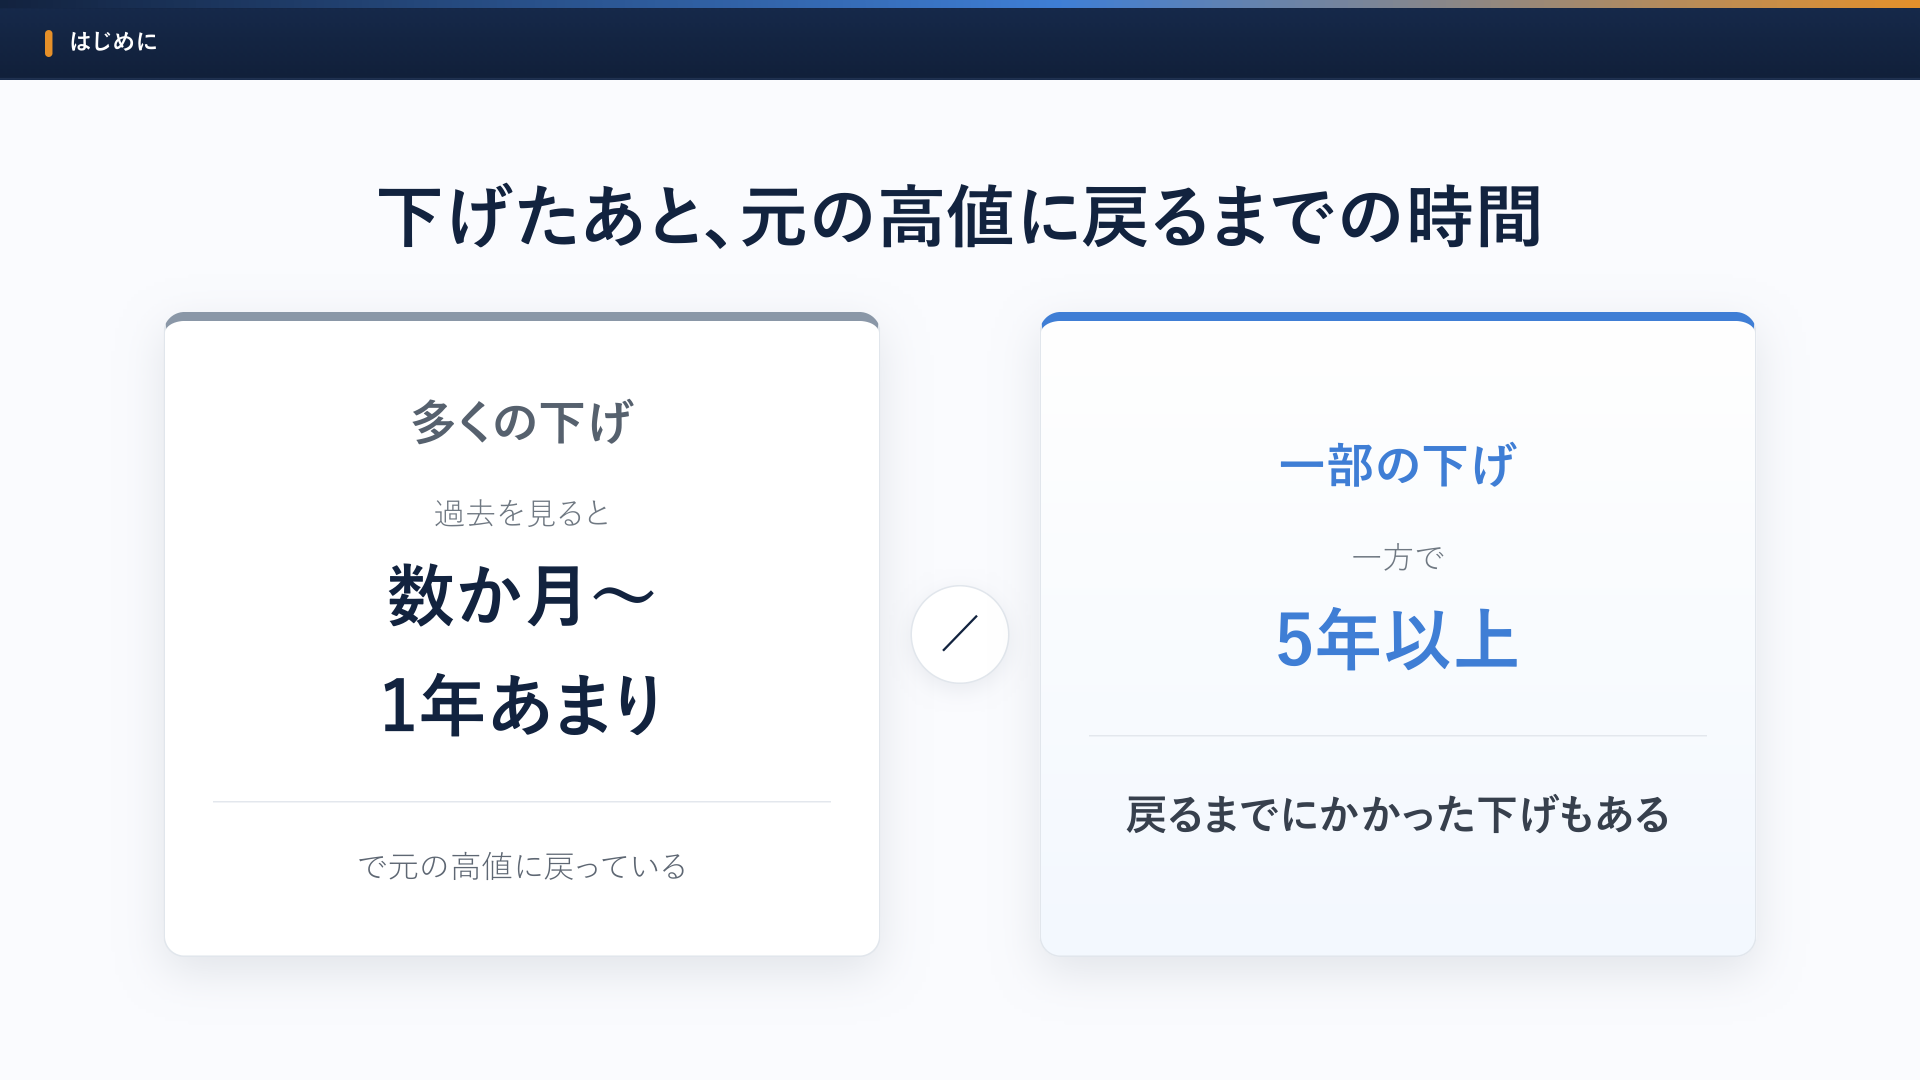 はじめに
下げたあと、元の高値に戻るまでの時間
多くの下げ
過去を見ると
数か月〜
1年あまり
で元の高値に戻っている
／
一部の下げ
一方で
5年以上
戻るまでにかかった下げもある